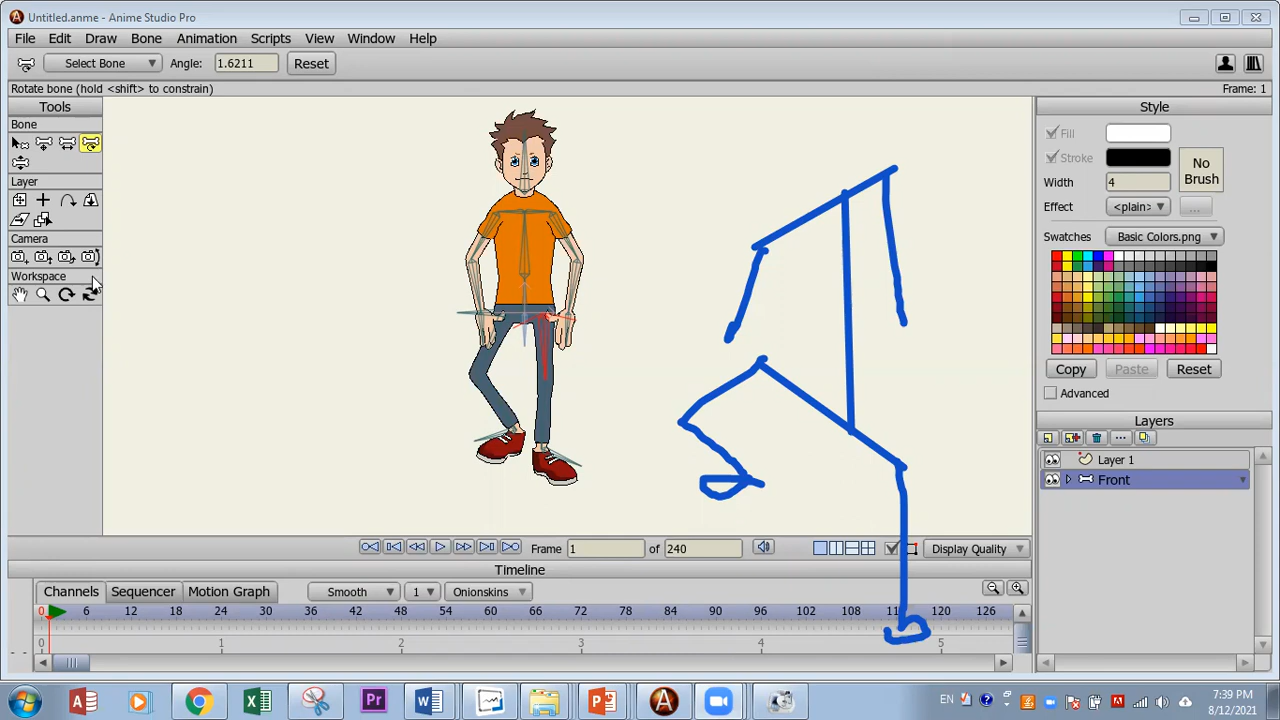 Untitled.anme - Anime Studio Pro
File Edit Draw Bone Animation Scripts View Window Help
Select Bone Angle: 1.6211 Reset
Rotate bone (hold <shift> to constrain) Frame: 1
Tools
Bone
Layer
Camera
Workspace
Style
Fill
Stroke
No Brush
Width 4
Effect <plain>
...
Swatches Basic Colors.png
Copy Paste Reset
Advanced
Layers
Layer 1
Front
Frame 1 of 240 Display Quality
Timeline
Channels Sequencer Motion Graph Smooth 1 Onionskins
0 6 12 18 24 30 36 42 48 54 60 66 72 78 84 90 96 102 108 120 126
0 1 2 3 4 5
EN
7:39 PM
8/12/2021